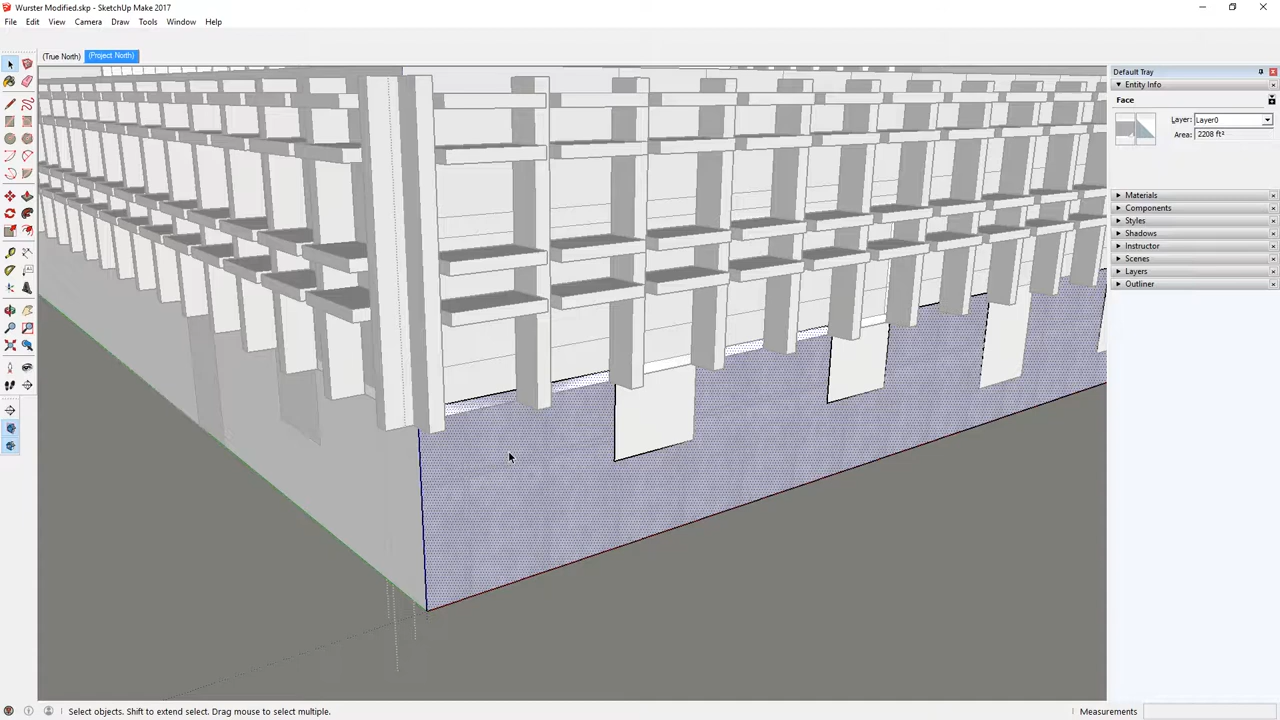 Wurster Modified.skp - SketchUp Make 2017
File Edit View Camera Draw Tools Window Help
(True North) (Project North)
Default Tray
Entity Info
Face
Layer: Layer0
Area: 2208 ft²
Materials
Components
Styles
Shadows
Instructor
Scenes
Layers
Outliner
Select objects. Shift to extend select. Drag mouse to select multiple.
Measurements